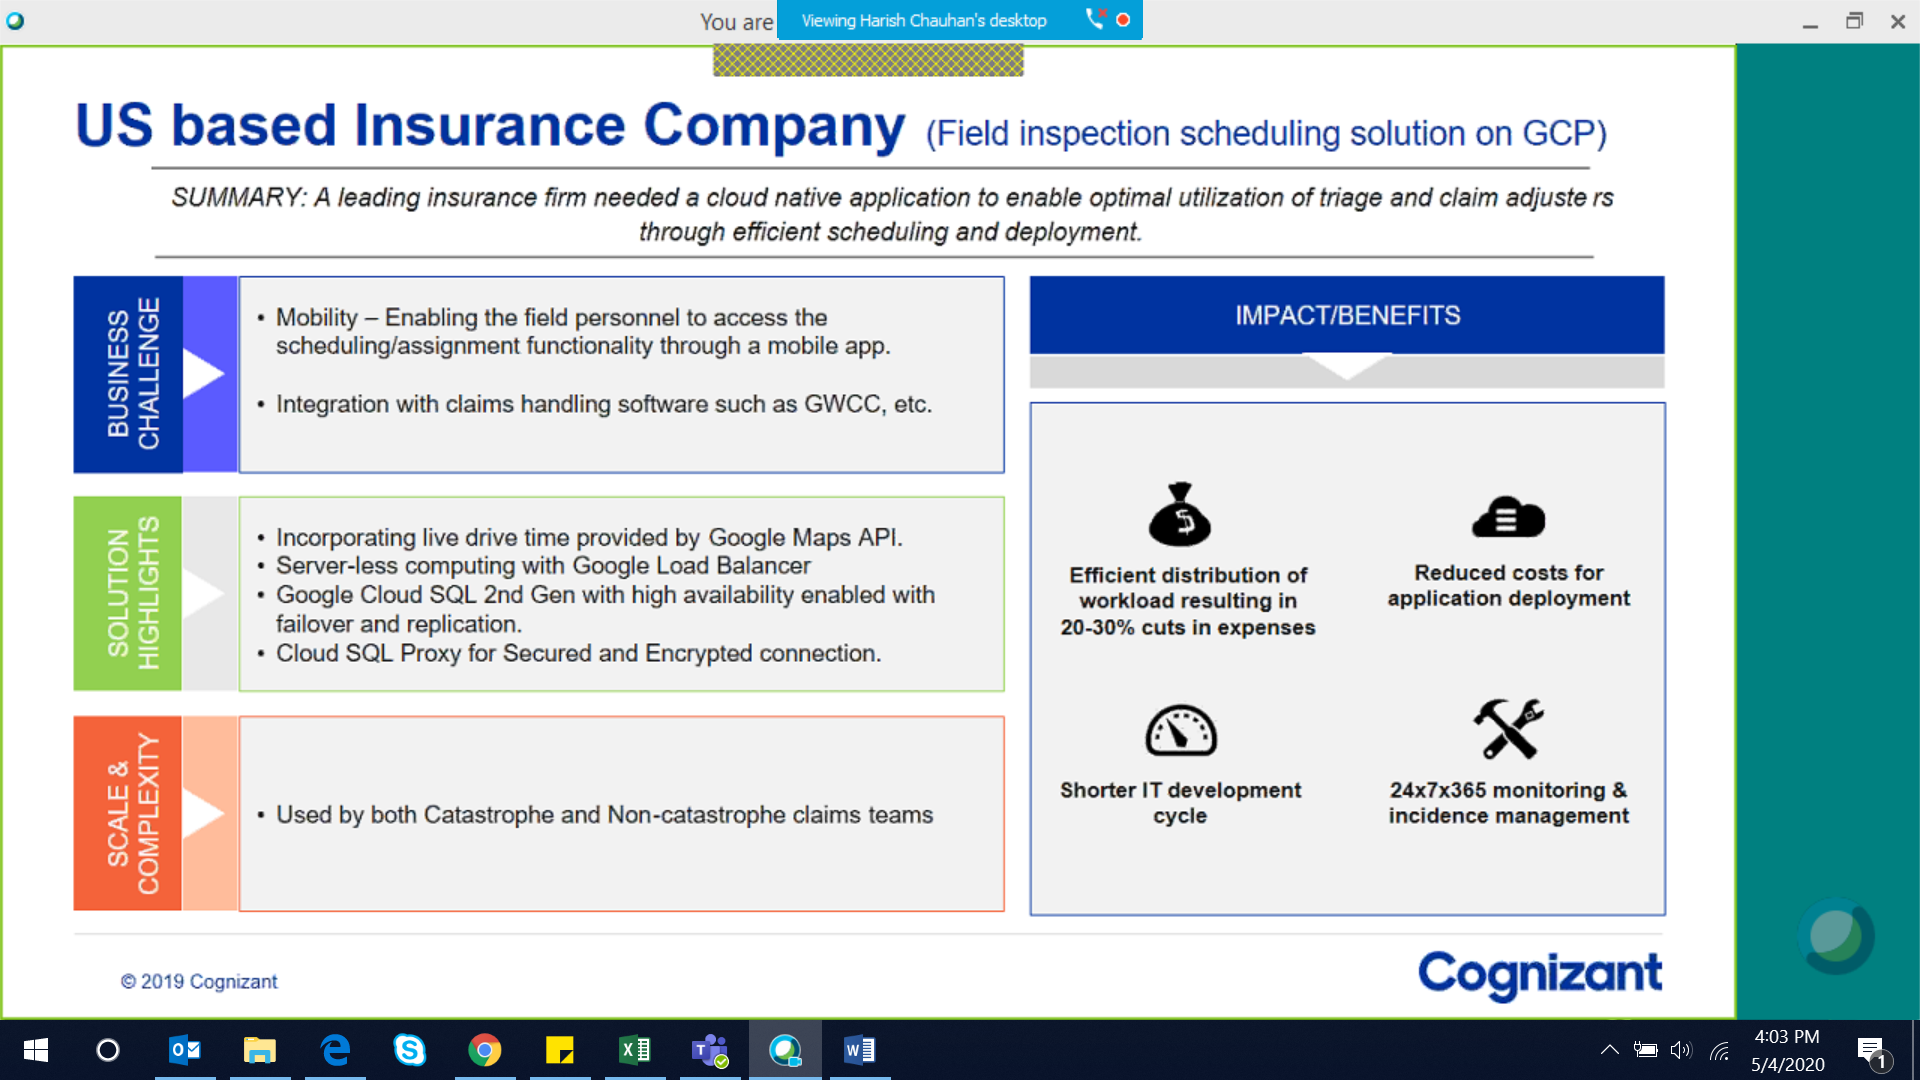 You are
Viewing Harish Chauhan's desktop
US based Insurance Company (Field inspection scheduling solution on GCP)
SUMMARY: A leading insurance firm needed a cloud native application to enable optimal utilization of triage and claim adjuste rs
through efficient scheduling and deployment.
BUSINESS
CHALLENGE
• Mobility – Enabling the field personnel to access the
scheduling/assignment functionality through a mobile app.
• Integration with claims handling software such as GWCC, etc.
SOLUTION
HIGHLIGHTS
• Incorporating live drive time provided by Google Maps API.
• Server-less computing with Google Load Balancer
• Google Cloud SQL 2nd Gen with high availability enabled with
failover and replication.
• Cloud SQL Proxy for Secured and Encrypted connection.
SCALE &
COMPLEXITY
• Used by both Catastrophe and Non-catastrophe claims teams
IMPACT/BENEFITS
Efficient distribution of
workload resulting in
20-30% cuts in expenses
Reduced costs for
application deployment
Shorter IT development
cycle
24x7x365 monitoring &
incidence management
© 2019 Cognizant
Cognizant
4:03 PM
5/4/2020
1